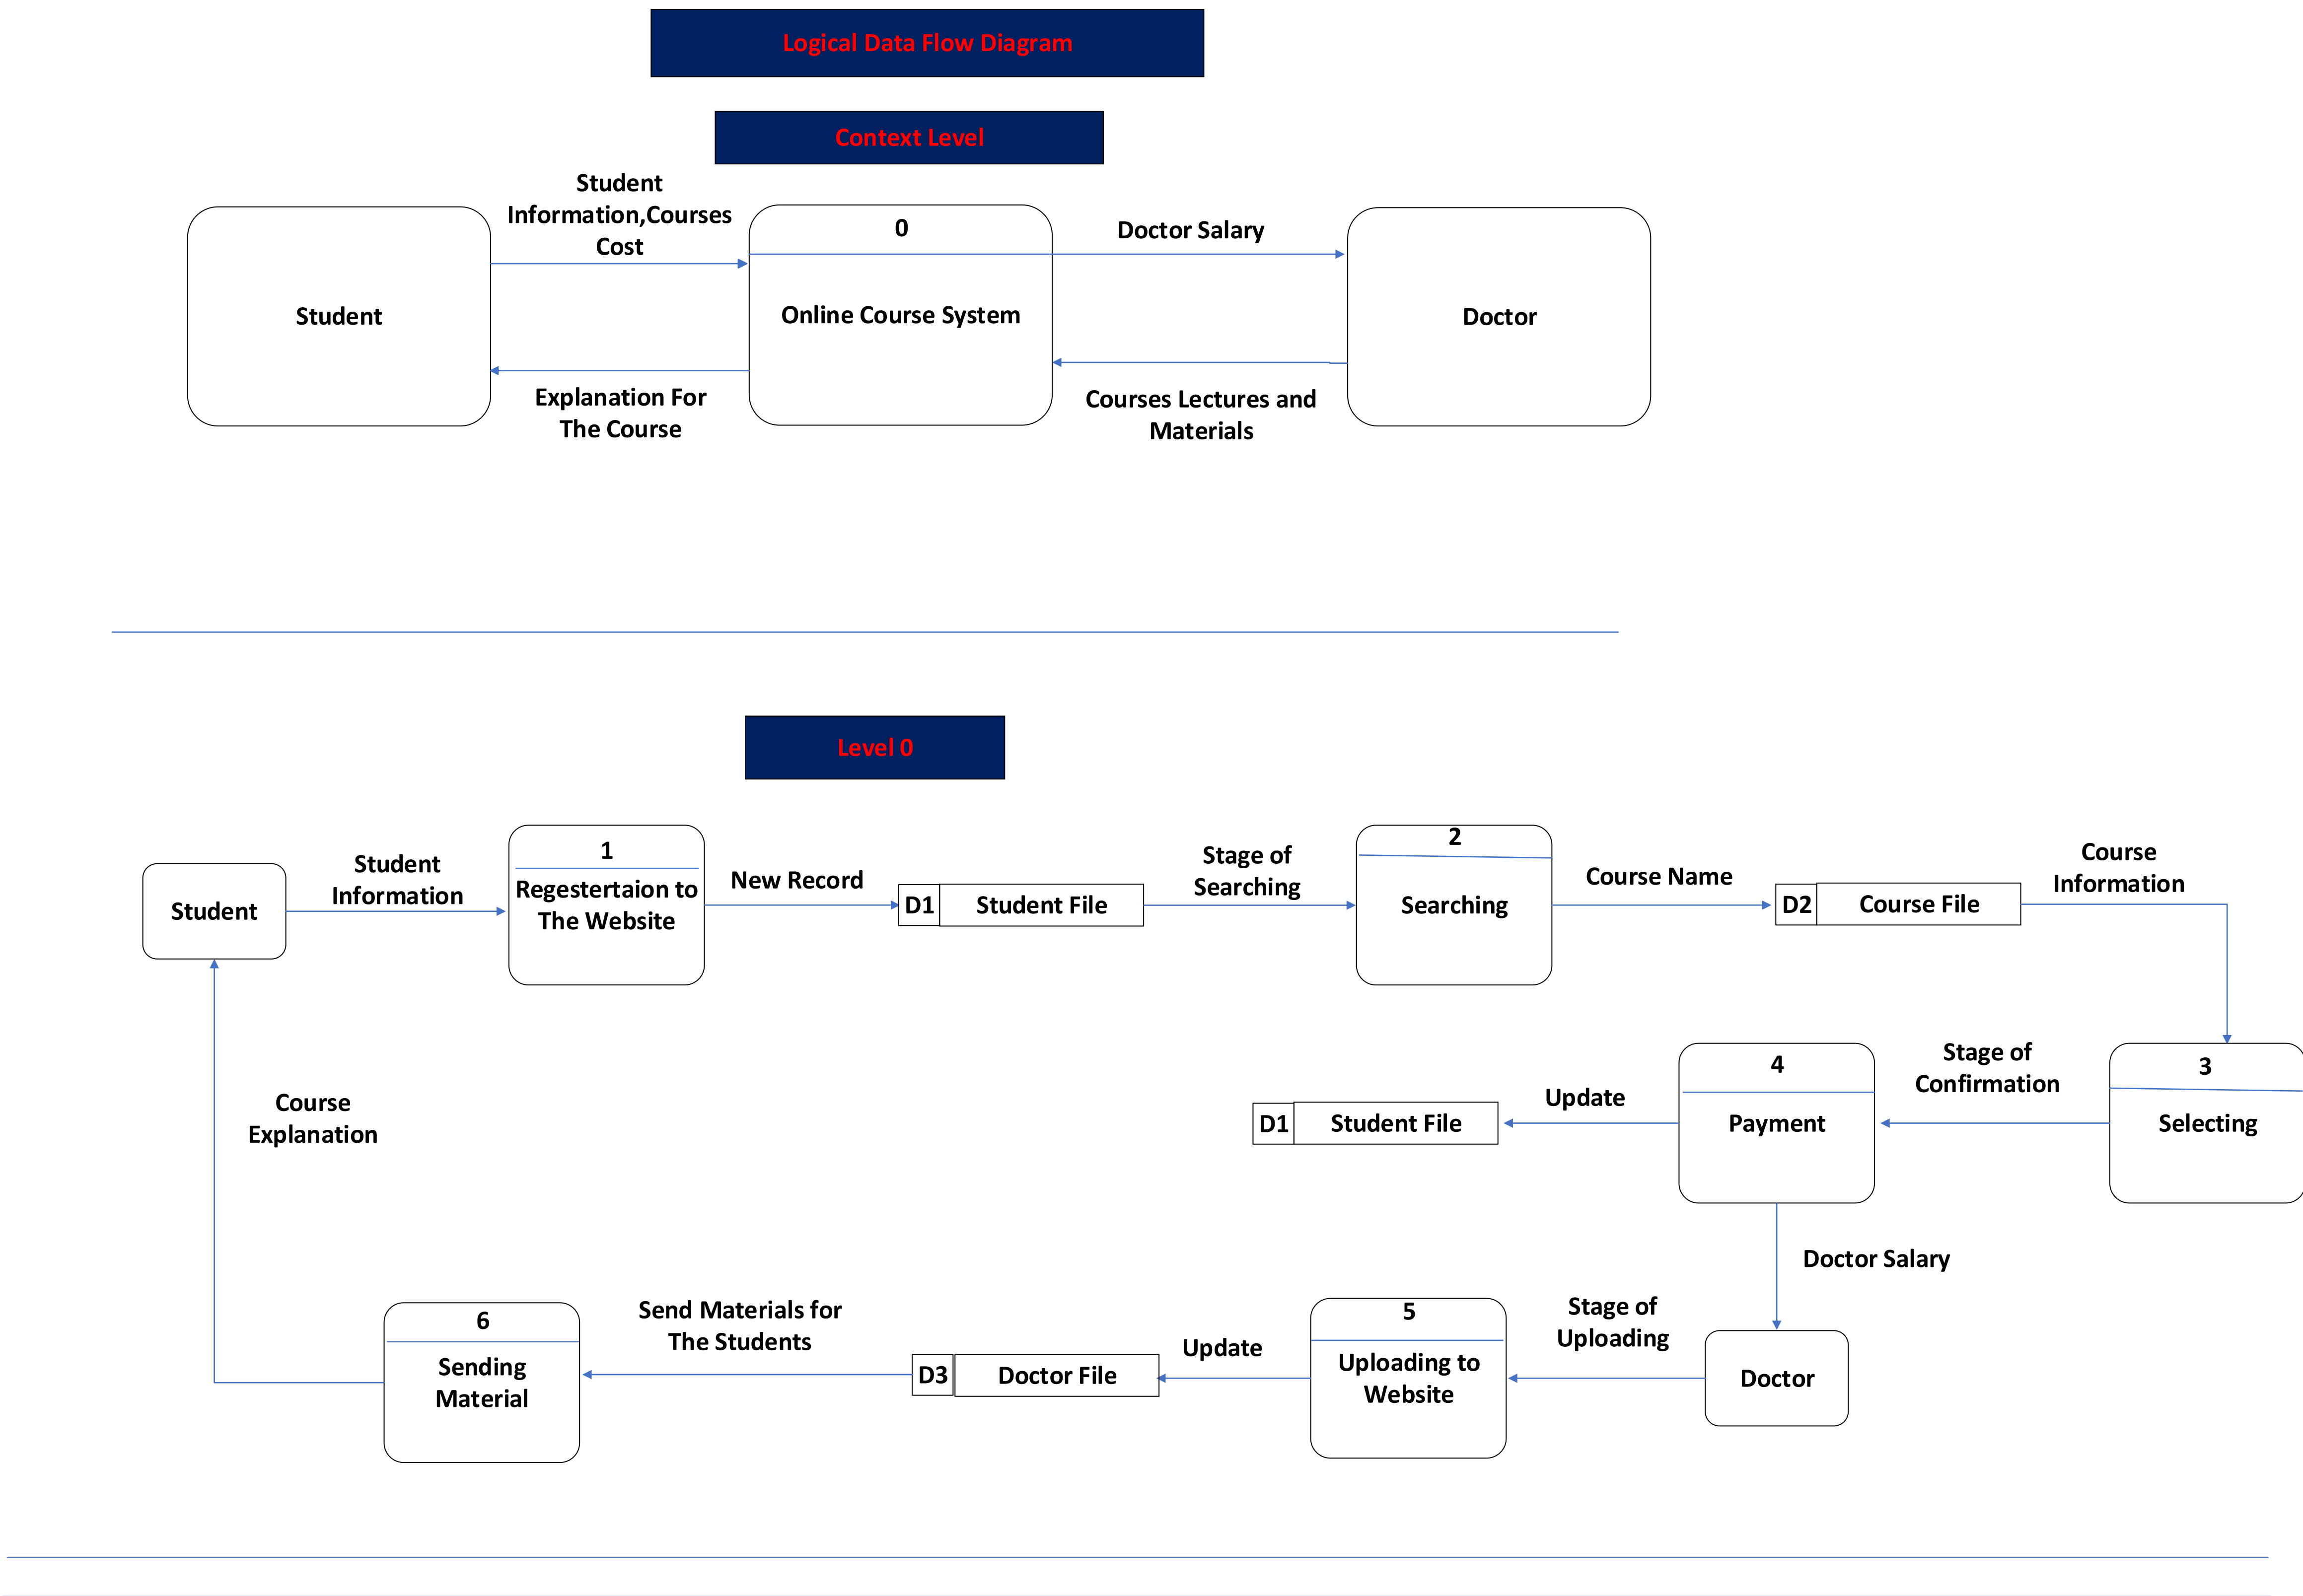 Logical Data Flow Diagram
Context Level
Student
Information,Courses
Cost
0
Doctor Salary
Student
Online Course System
Doctor
Explanation For
The Course
Courses Lectures and
Materials
Level 0
Student
Student
Information
1
Regestertaion to
The Website
New Record
D1
Student File
Stage of
Searching
2
Searching
Course Name
D2
Course File
Course
Information
3
Selecting
Stage of
Confirmation
4
Payment
Update
D1
Student File
Doctor Salary
Doctor
Stage of
Uploading
5
Uploading to
Website
Update
D3
Doctor File
Send Materials for
The Students
6
Sending
Material
Course
Explanation